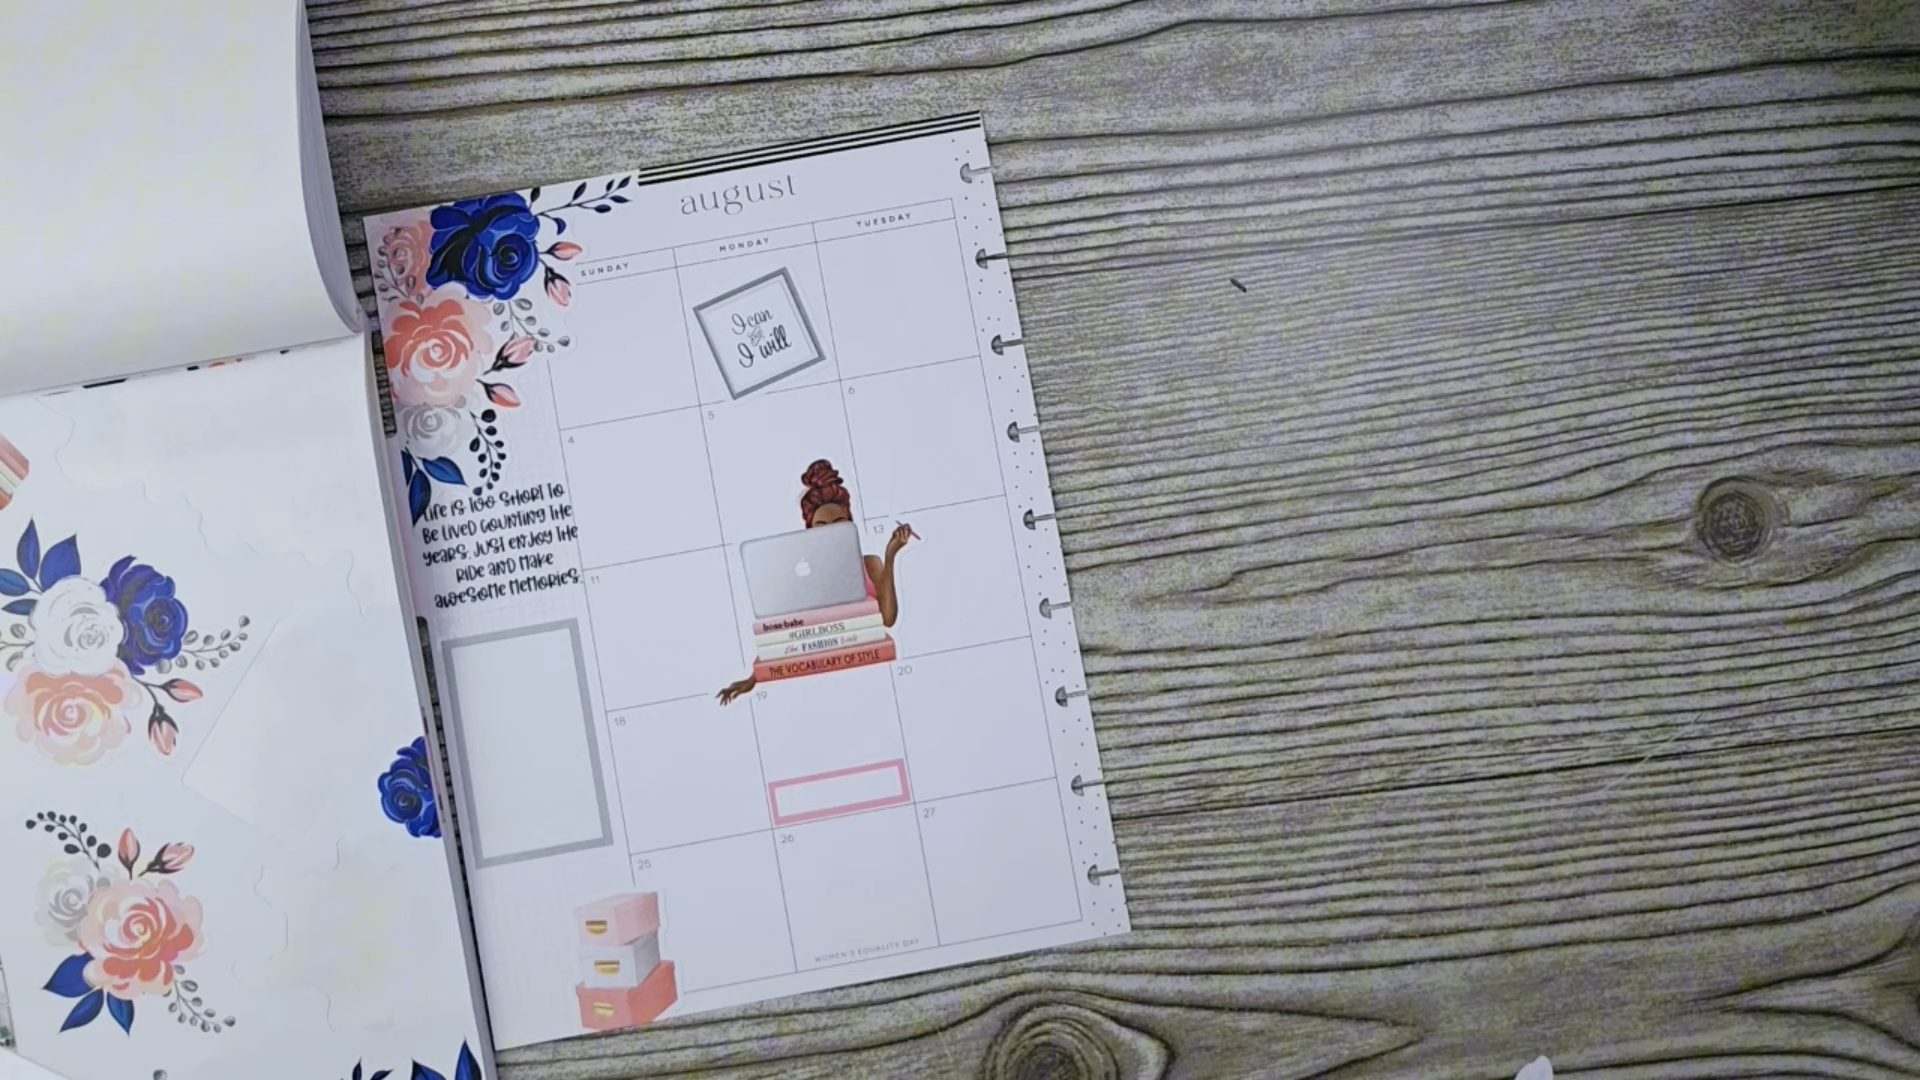 august
SUNDAY
MONDAY
TUESDAY
I can
I will
4
5
6
LIFE IS TOO SHORT TO
BE LIVED COUNTING THE
YEARS. JUST ENJOY THE
RIDE AND MAKE
AWESOME MEMORIES.
11
13
boss babe
#GIRLBOSS
the FASHION book
THE VOCABULARY OF STYLE
18
19
20
25
26
27
WOMEN'S EQUALITY DAY